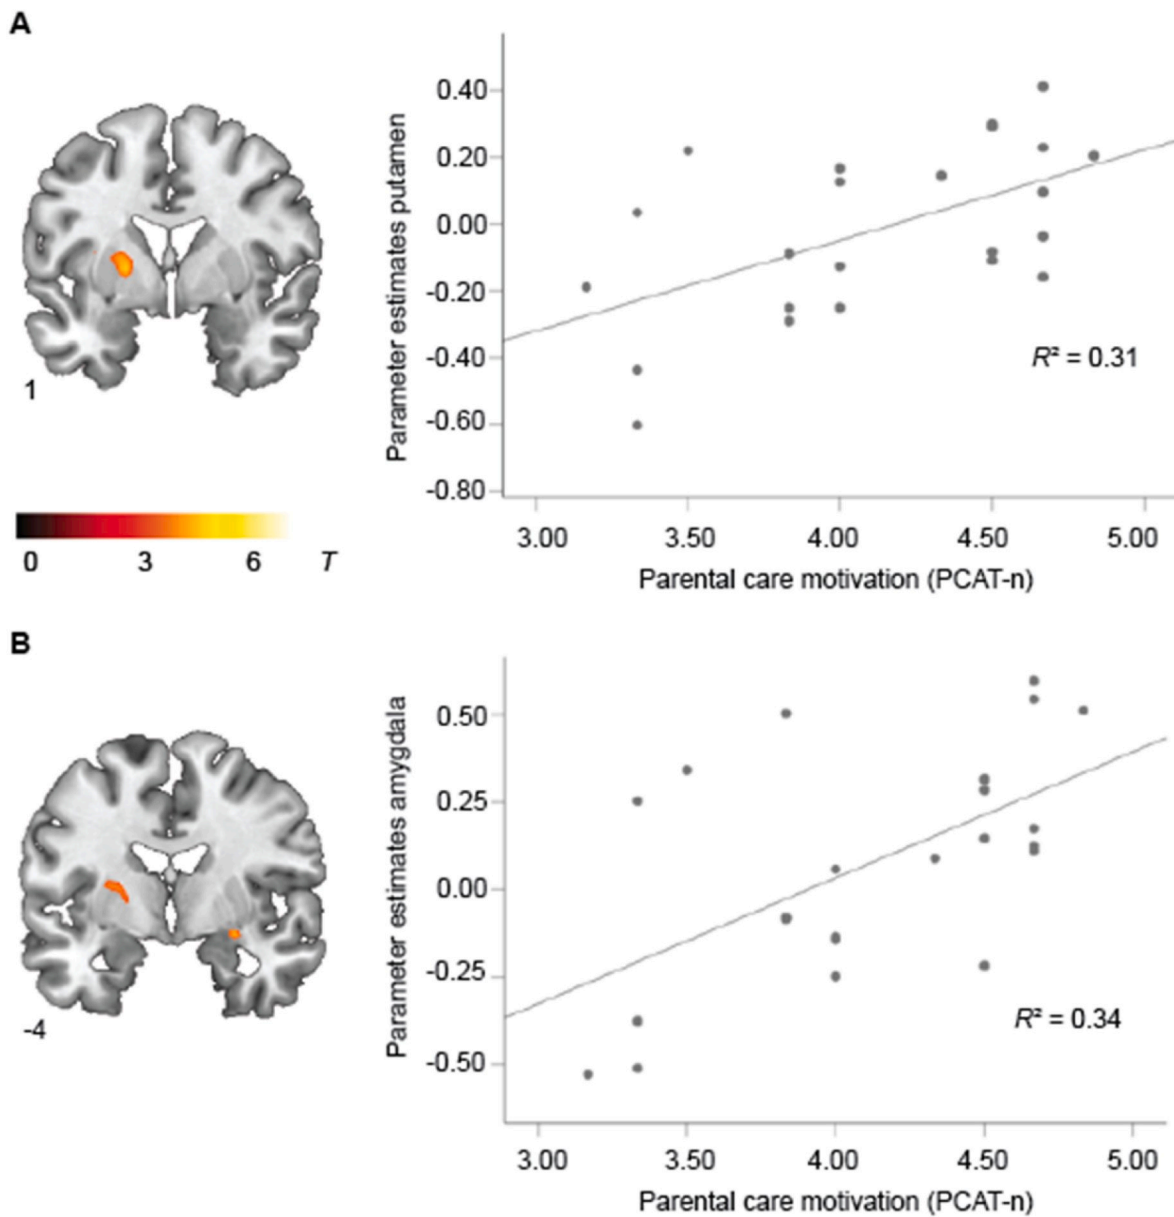 A
Parameter estimates putamen
0.40
0.20
0.00
-0.20
-0.40
-0.60
-0.80
R² = 0.31
1
3.00 3.50 4.00 4.50 5.00
Parental care motivation (PCAT-n)
0 3 6 T
B
Parameter estimates amygdala
0.50
0.25
0.00
-0.25
-0.50
R² = 0.34
-4
3.00 3.50 4.00 4.50 5.00
Parental care motivation (PCAT-n)